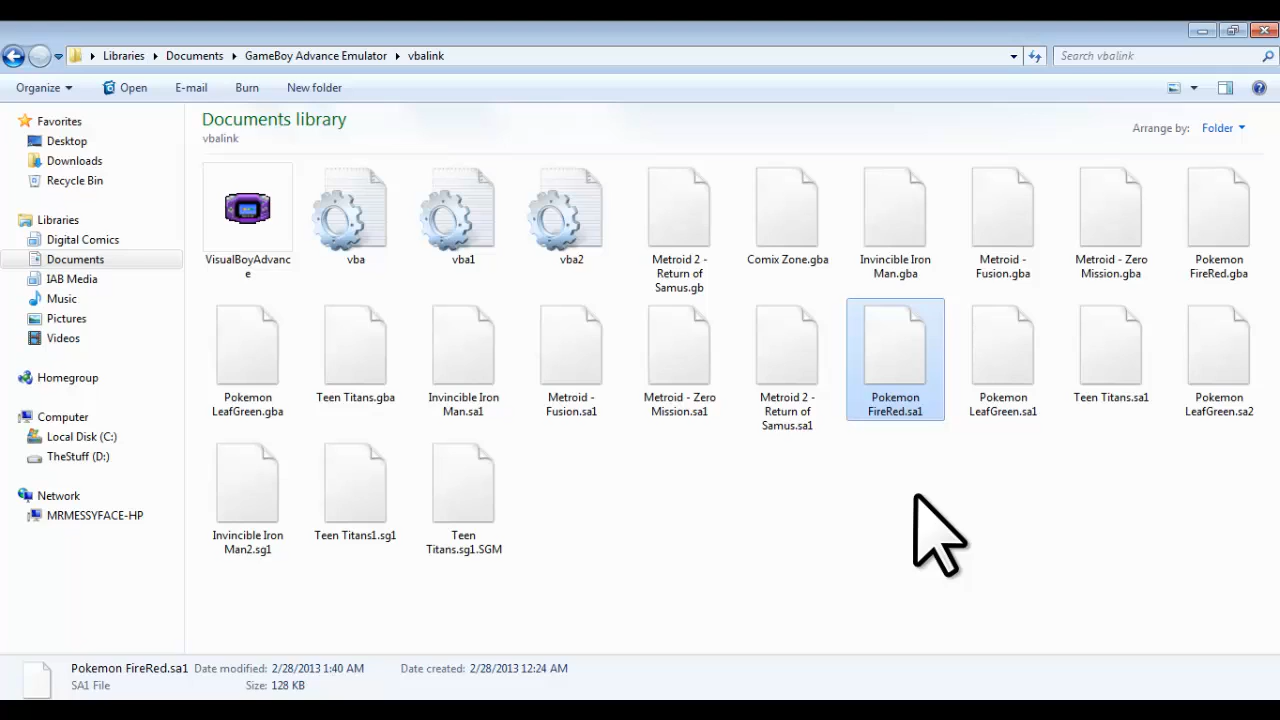 Libraries Documents GameBoy Advance Emulator vbalink
Search vbalink
Organize Open E-mail Burn New folder
Favorites
Desktop
Downloads
Recycle Bin
Libraries
Digital Comics
Documents
IAB Media
Music
Pictures
Videos
Homegroup
Computer
Local Disk (C:)
TheStuff (D:)
Network
MRMESSYFACE-HP
Documents library
vbalink
Arrange by: Folder
VisualBoyAdvanc
e
vba
vba1
vba2
Metroid 2 -
Return of
Samus.gb
Comix Zone.gba
Invincible Iron
Man.gba
Metroid -
Fusion.gba
Metroid - Zero
Mission.gba
Pokemon
FireRed.gba
Pokemon
LeafGreen.gba
Teen Titans.gba
Invincible Iron
Man.sa1
Metroid -
Fusion.sa1
Metroid - Zero
Mission.sa1
Metroid 2 -
Return of
Samus.sa1
Pokemon
FireRed.sa1
Pokemon
LeafGreen.sa1
Teen Titans.sa1
Pokemon
LeafGreen.sa2
Invincible Iron
Man2.sg1
Teen Titans1.sg1
Teen
Titans.sg1.SGM
Pokemon FireRed.sa1 Date modified: 2/28/2013 1:40 AM Date created: 2/28/2013 12:24 AM
SA1 File Size: 128 KB